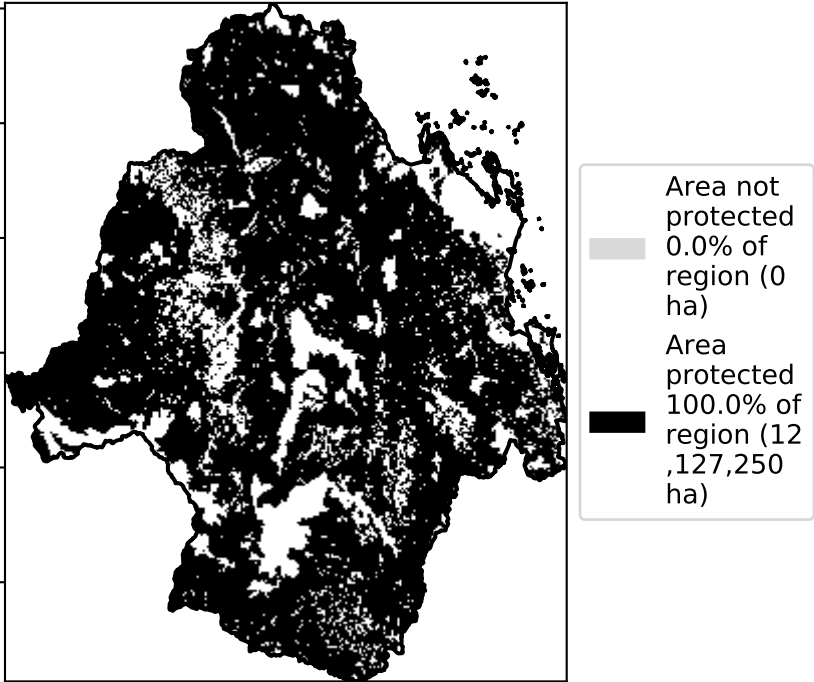 Area not
protected
0.0% of
region (0
ha)
Area
protected
100.0% of
region (12
,127,250
ha)